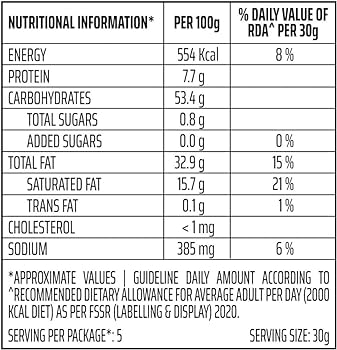 NUTRITIONAL INFORMATION* PER 100g % DAILY VALUE OF RDA^ PER 30g
ENERGY 554 Kcal 8 %
PROTEIN 7.7 g
CARBOHYDRATES 53.4 g
TOTAL SUGARS 0.8 g
ADDED SUGARS 0.0 g 0 %
TOTAL FAT 32.9 g 15 %
SATURATED FAT 15.7 g 21 %
TRANS FAT 0.1 g 1 %
CHOLESTEROL < 1 mg
SODIUM 385 mg 6 %
*APPROXIMATE VALUES | GUIDELINE DAILY AMOUNT ACCORDING TO
^RECOMMENDED DIETARY ALLOWANCE FOR AVERAGE ADULT PER DAY (2000
KCAL DIET) AS PER FSSR (LABELLING & DISPLAY) 2020.
SERVING PER PACKAGE*: 5 SERVING SIZE: 30g